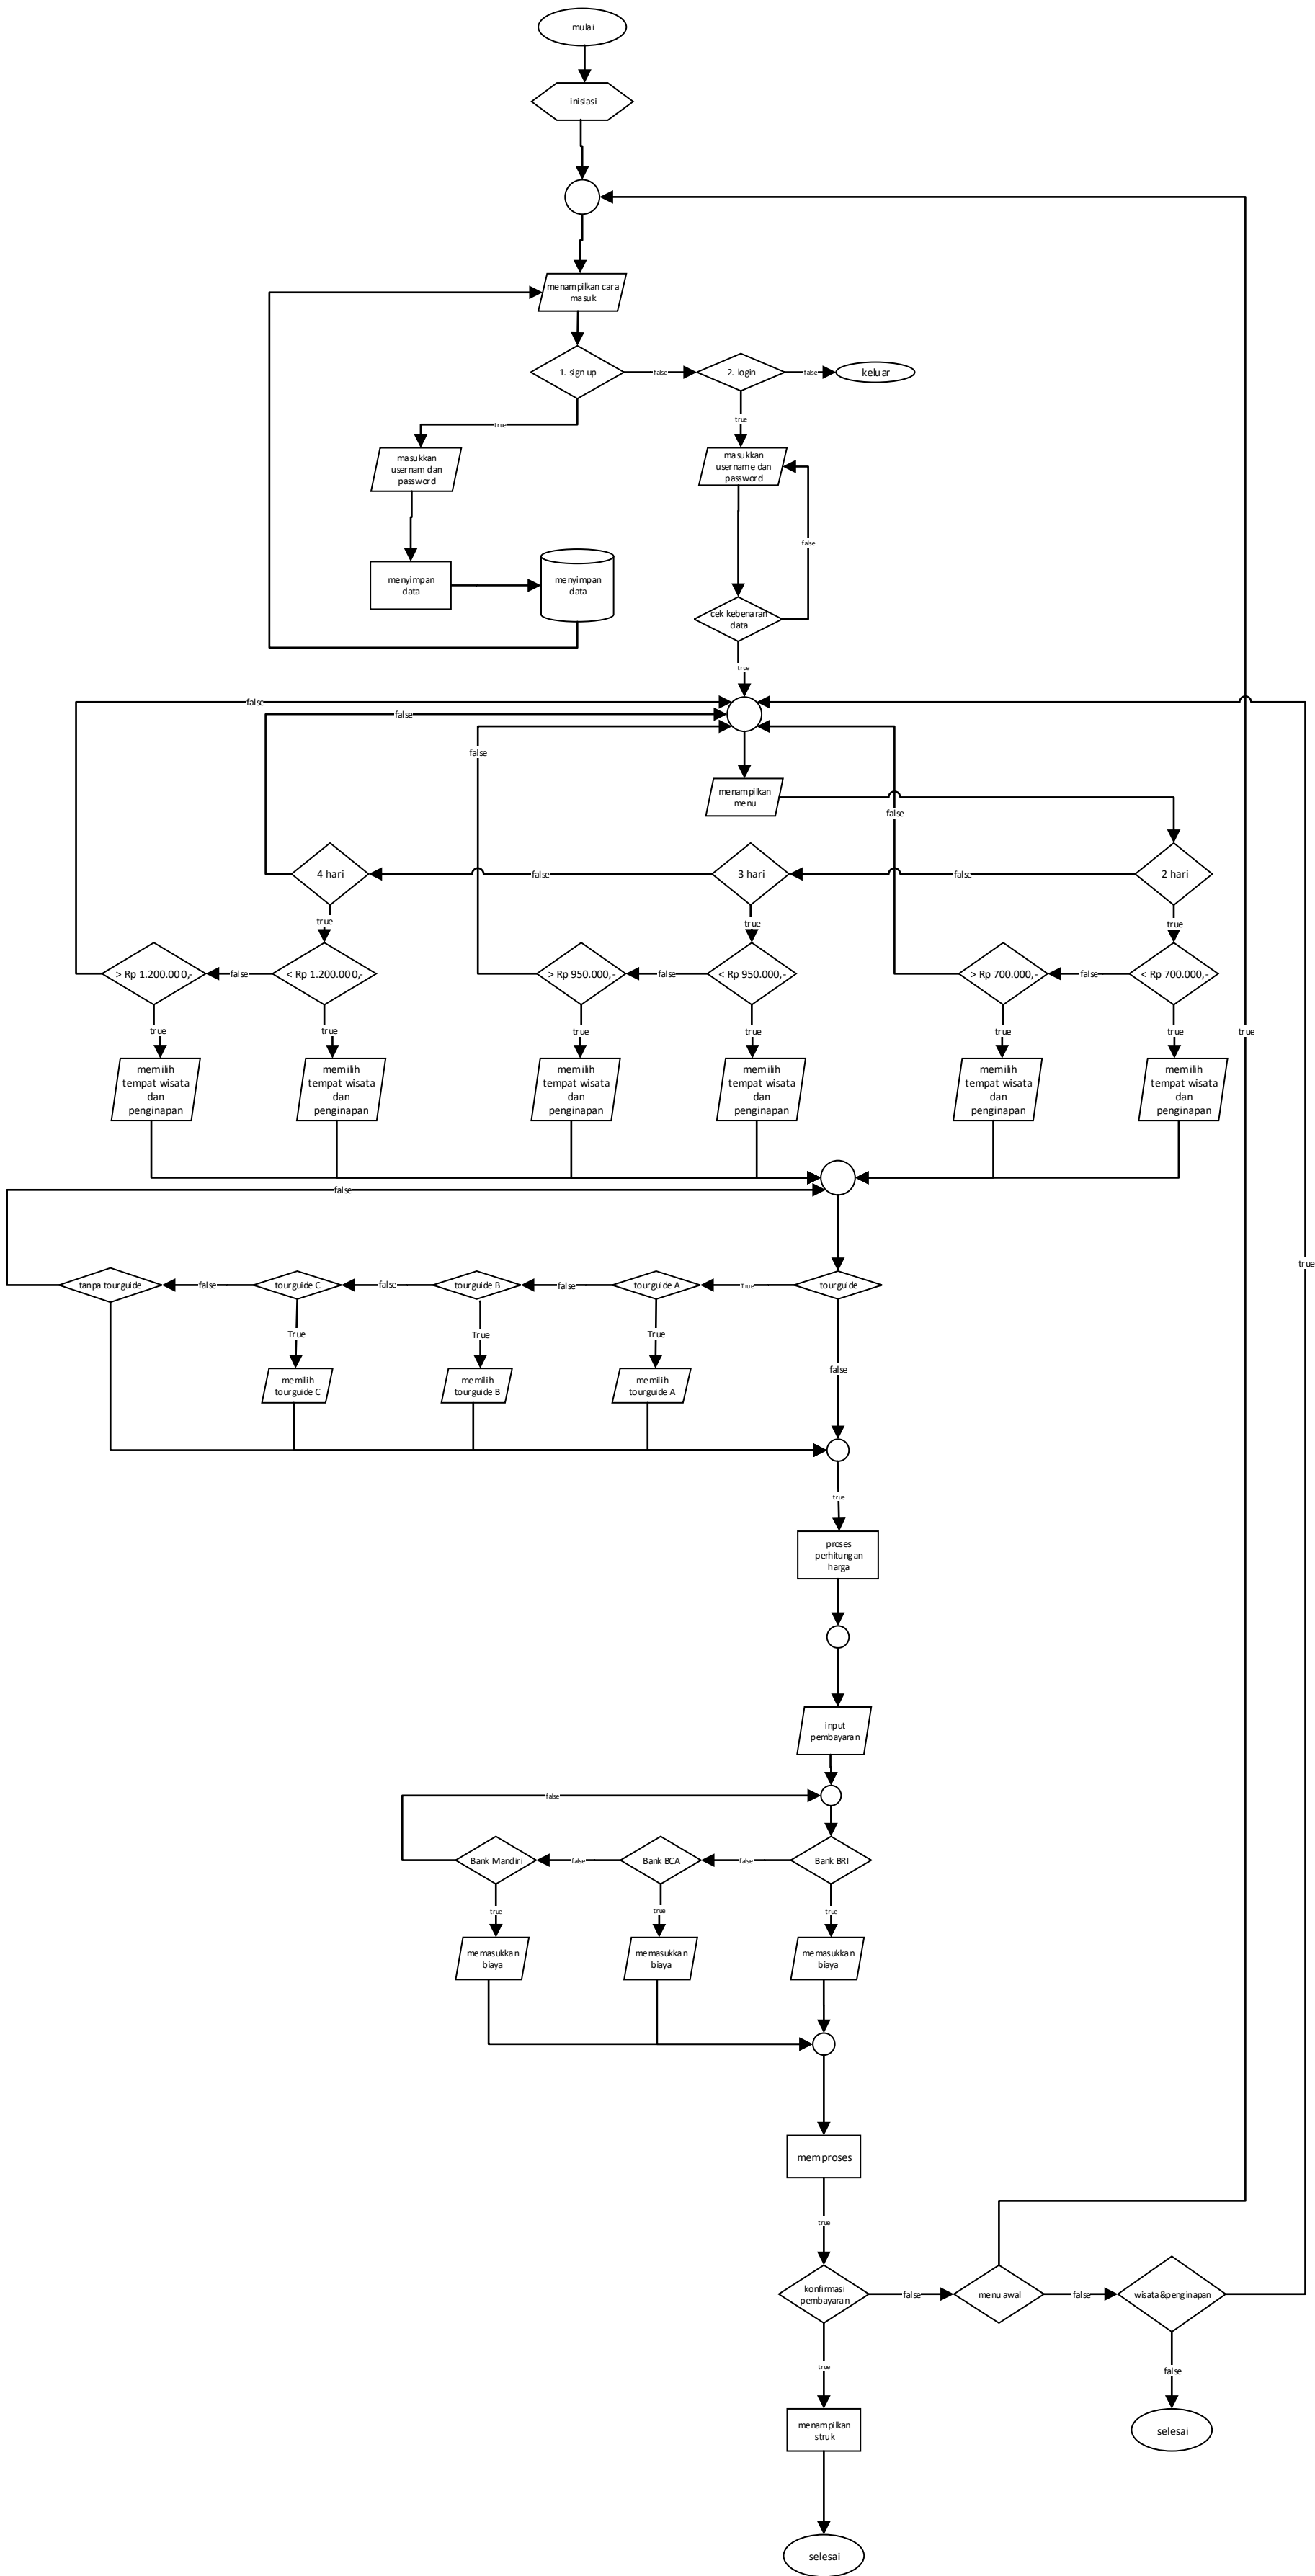 mulai
inisiasi
menampilkan cara
masuk
1. sign up
false
2. login
false
keluar
true
true
masukkan
usernam dan
password
masukkan
username dan
password
false
menyimpan
data
menyimpan
data
cek kebenaran
data
true
false
false
false
menampilkan
menu
false
4 hari
false
3 hari
false
2 hari
true
true
true
> Rp 1.200.000,-
false
< Rp 1.200.000,-
> Rp 950.000,-
false
< Rp 950.000,-
> Rp 700.000,-
false
< Rp 700.000,-
true
true
true
true
true
true
true
memilih
tempat wisata
dan
penginapan
memilih
tempat wisata
dan
penginapan
memilih
tempat wisata
dan
penginapan
memilih
tempat wisata
dan
penginapan
memilih
tempat wisata
dan
penginapan
memilih
tempat wisata
dan
penginapan
false
true
tanpa tourguide
false
tourguide C
false
tourguide B
false
tourguide A
True
tourguide
True
True
True
false
memilih
tourguide C
memilih
tourguide B
memilih
tourguide A
true
proses
perhitungan
harga
input
pembayaran
false
Bank Mandiri
false
Bank BCA
false
Bank BRI
true
true
true
memasukkan
biaya
memasukkan
biaya
memasukkan
biaya
memproses
true
konfirmasi
pembayaran
false
menu awal
false
wisata&penginapan
true
false
menampilkan
struk
selesai
selesai